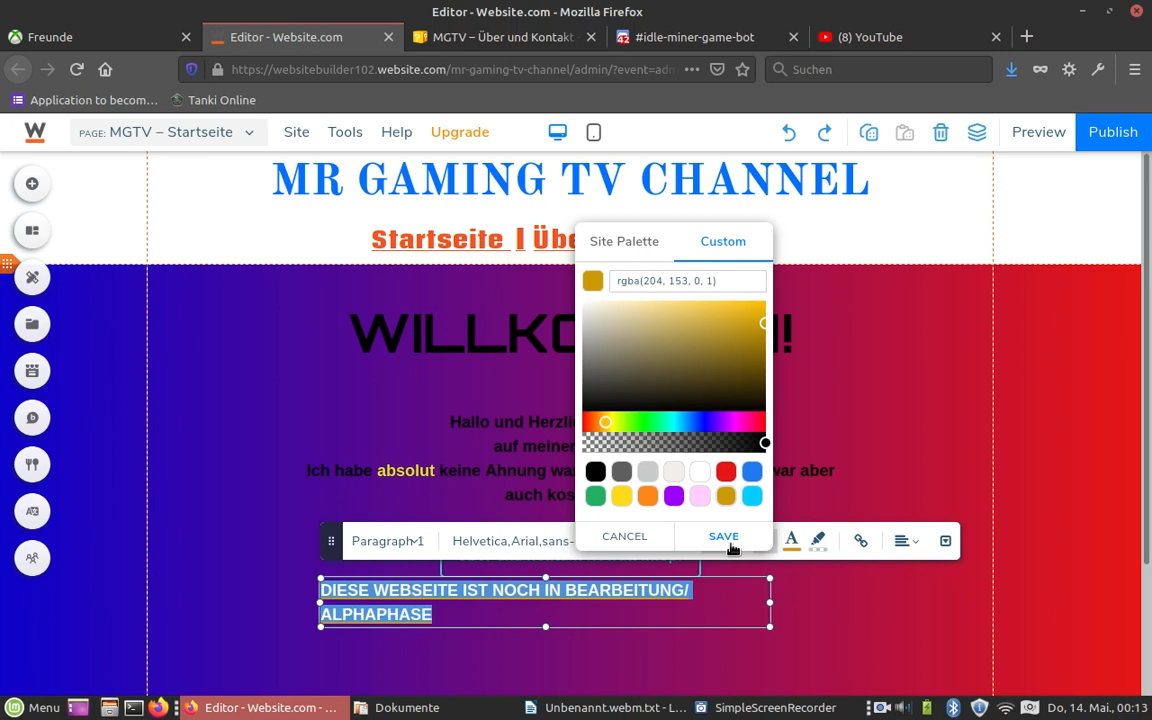 Editor - Website.com - Mozilla Firefox
Freunde
Editor - Website.com
MGTV – Über und Kontakt
#idle-miner-game-bot
(8) YouTube
https://websitebuilder102.website.com/mr-gaming-tv-channel/admin/?event=adm
Suchen
Application to becom…
Tanki Online
PAGE: MGTV – Startseite
Site
Tools
Help
Upgrade
Preview
Publish
MR GAMING TV CHANNEL
Startseite | Üb
Site Palette
Custom
rgba(204, 153, 0, 1)
WILLKO
!
Hallo und Herzli
auf meiner
Ich habe absolut keine Ahnung wa
war aber
auch kos
CANCEL
SAVE
Paragraph 1
Helvetica,Arial,sans-
DIESE WEBSEITE IST NOCH IN BEARBEITUNG/
ALPHAPHASE
Menu
Editor - Website.com - …
Dokumente
Unbenannt.webm.txt - L…
SimpleScreenRecorder
Do, 14. Mai., 00:13